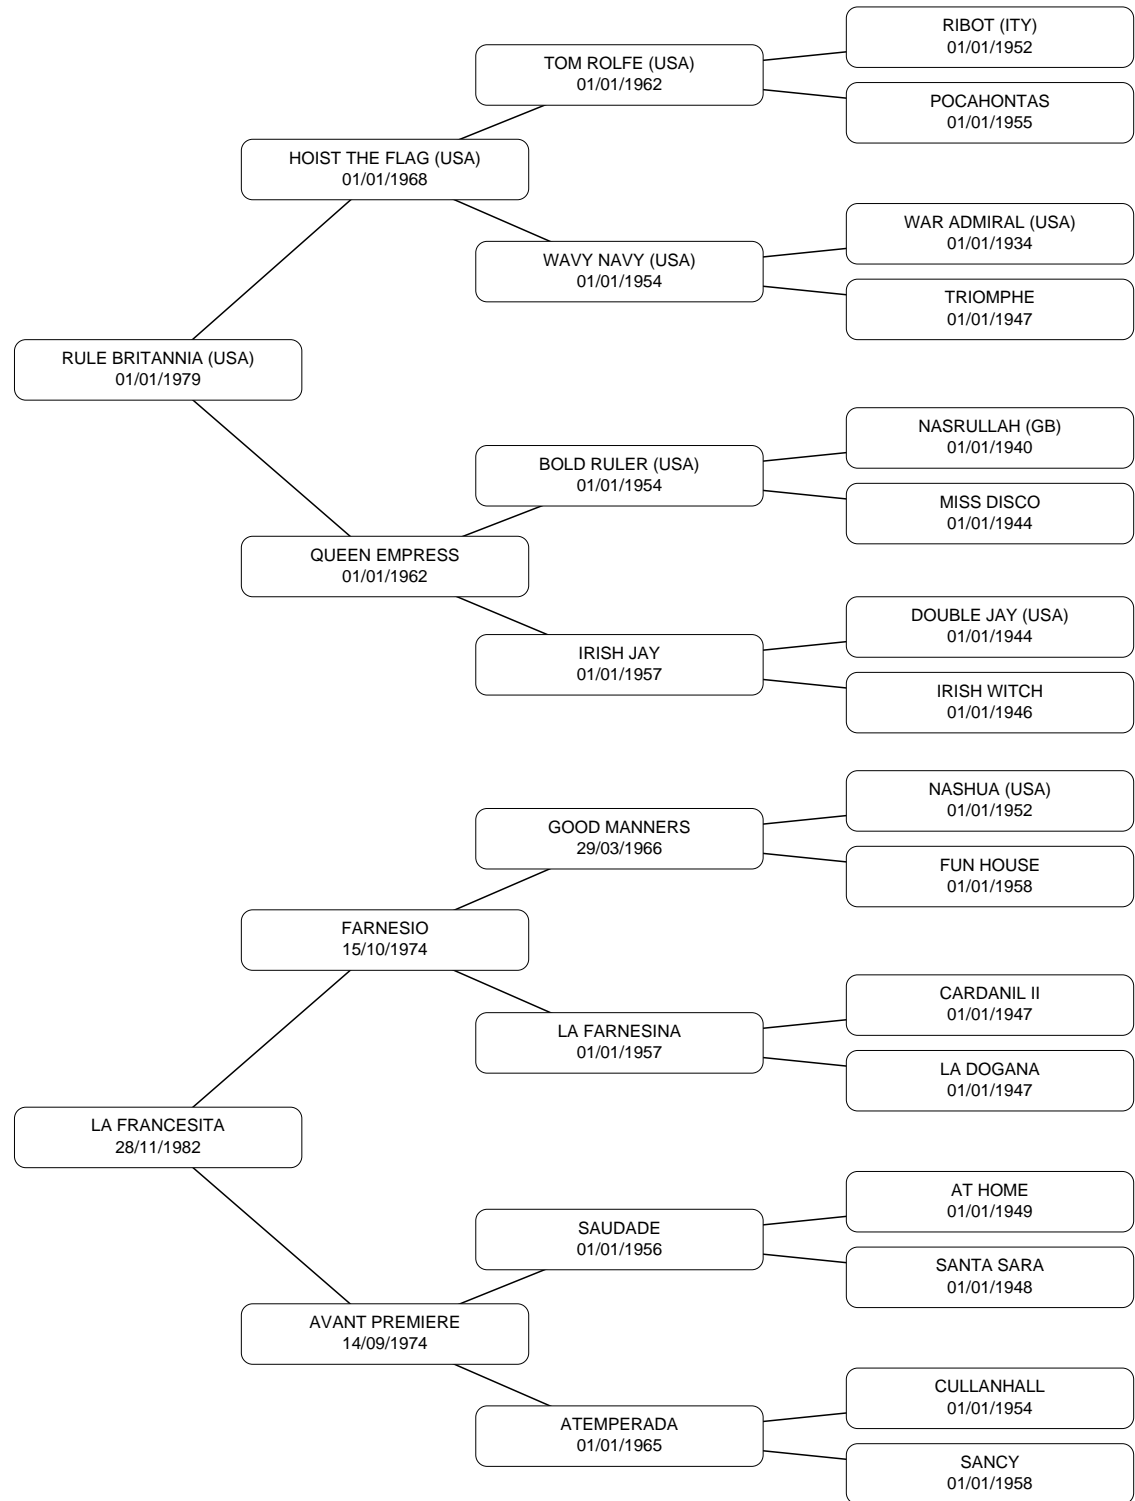 RIBOT (ITY)
01/01/1952
TOM ROLFE (USA)
01/01/1962
POCAHONTAS
01/01/1955
HOIST THE FLAG (USA)
01/01/1968
WAR ADMIRAL (USA)
01/01/1934
WAVY NAVY (USA)
01/01/1954
TRIOMPHE
01/01/1947
RULE BRITANNIA (USA)
01/01/1979
NASRULLAH (GB)
01/01/1940
BOLD RULER (USA)
01/01/1954
MISS DISCO
01/01/1944
QUEEN EMPRESS
01/01/1962
DOUBLE JAY (USA)
01/01/1944
IRISH JAY
01/01/1957
IRISH WITCH
01/01/1946
NASHUA (USA)
01/01/1952
GOOD MANNERS
29/03/1966
FUN HOUSE
01/01/1958
FARNESIO
15/10/1974
CARDANIL II
01/01/1947
LA FARNESINA
01/01/1957
LA DOGANA
01/01/1947
LA FRANCESITA
28/11/1982
AT HOME
01/01/1949
SAUDADE
01/01/1956
SANTA SARA
01/01/1948
AVANT PREMIERE
14/09/1974
CULLANHALL
01/01/1954
ATEMPERADA
01/01/1965
SANCY
01/01/1958